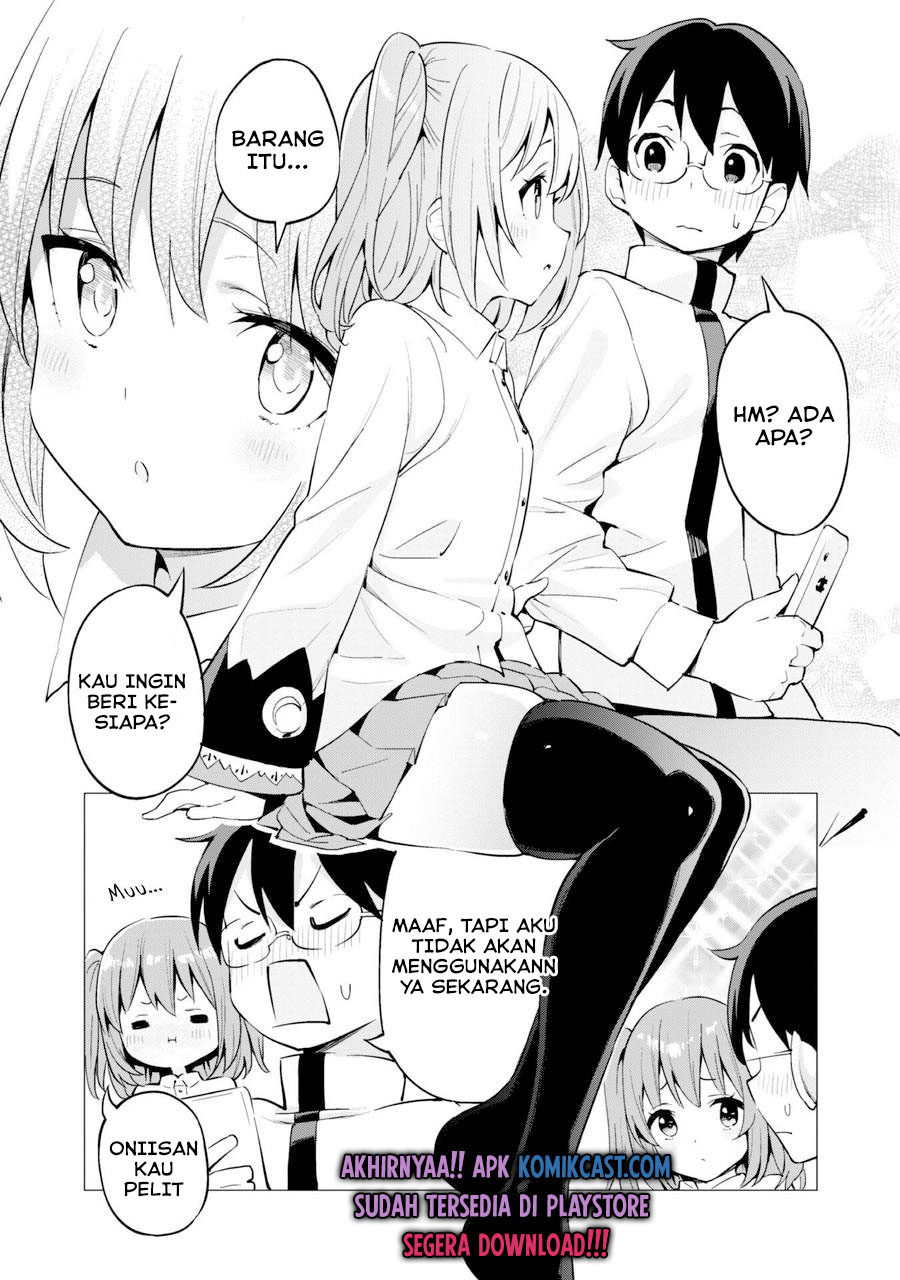 BARANG
ITU...
HM? ADA
APA?
KAU INGIN
BERI KE-
SIAPA?
Muu...
MAAF, TAPI AKU
TIDAK AKAN
MENGGUNAKANN
YA SEKARANG.
ONIISAN
KAU
PELIT
AKHIRNYAA!! APK KOMIKCAST.COM
SUDAH TERSEDIA DI PLAYSTORE
SEGERA DOWNLOAD!!!